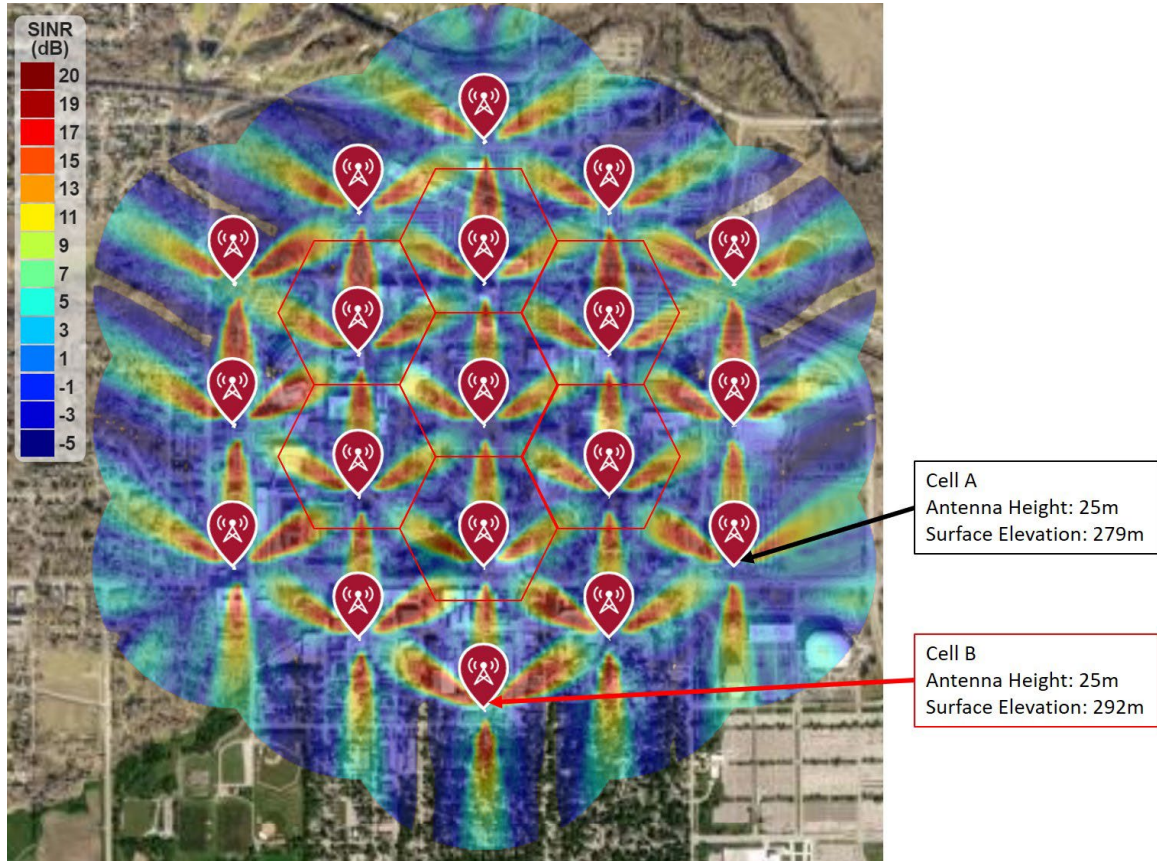 SINR
(dB)
20
19
17
15
13
11
9
7
5
3
1
-1
-3
-5
Cell A
Antenna Height: 25m
Surface Elevation: 279m
Cell B
Antenna Height: 25m
Surface Elevation: 292m